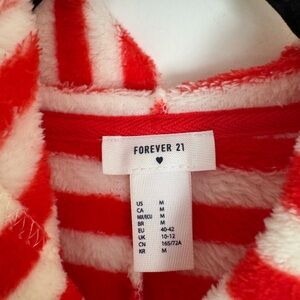 FOREVER 21
US M
CA M
MX/EU M
BR M
EU 40-42
UK 10-12
CN 165/72A
KR M